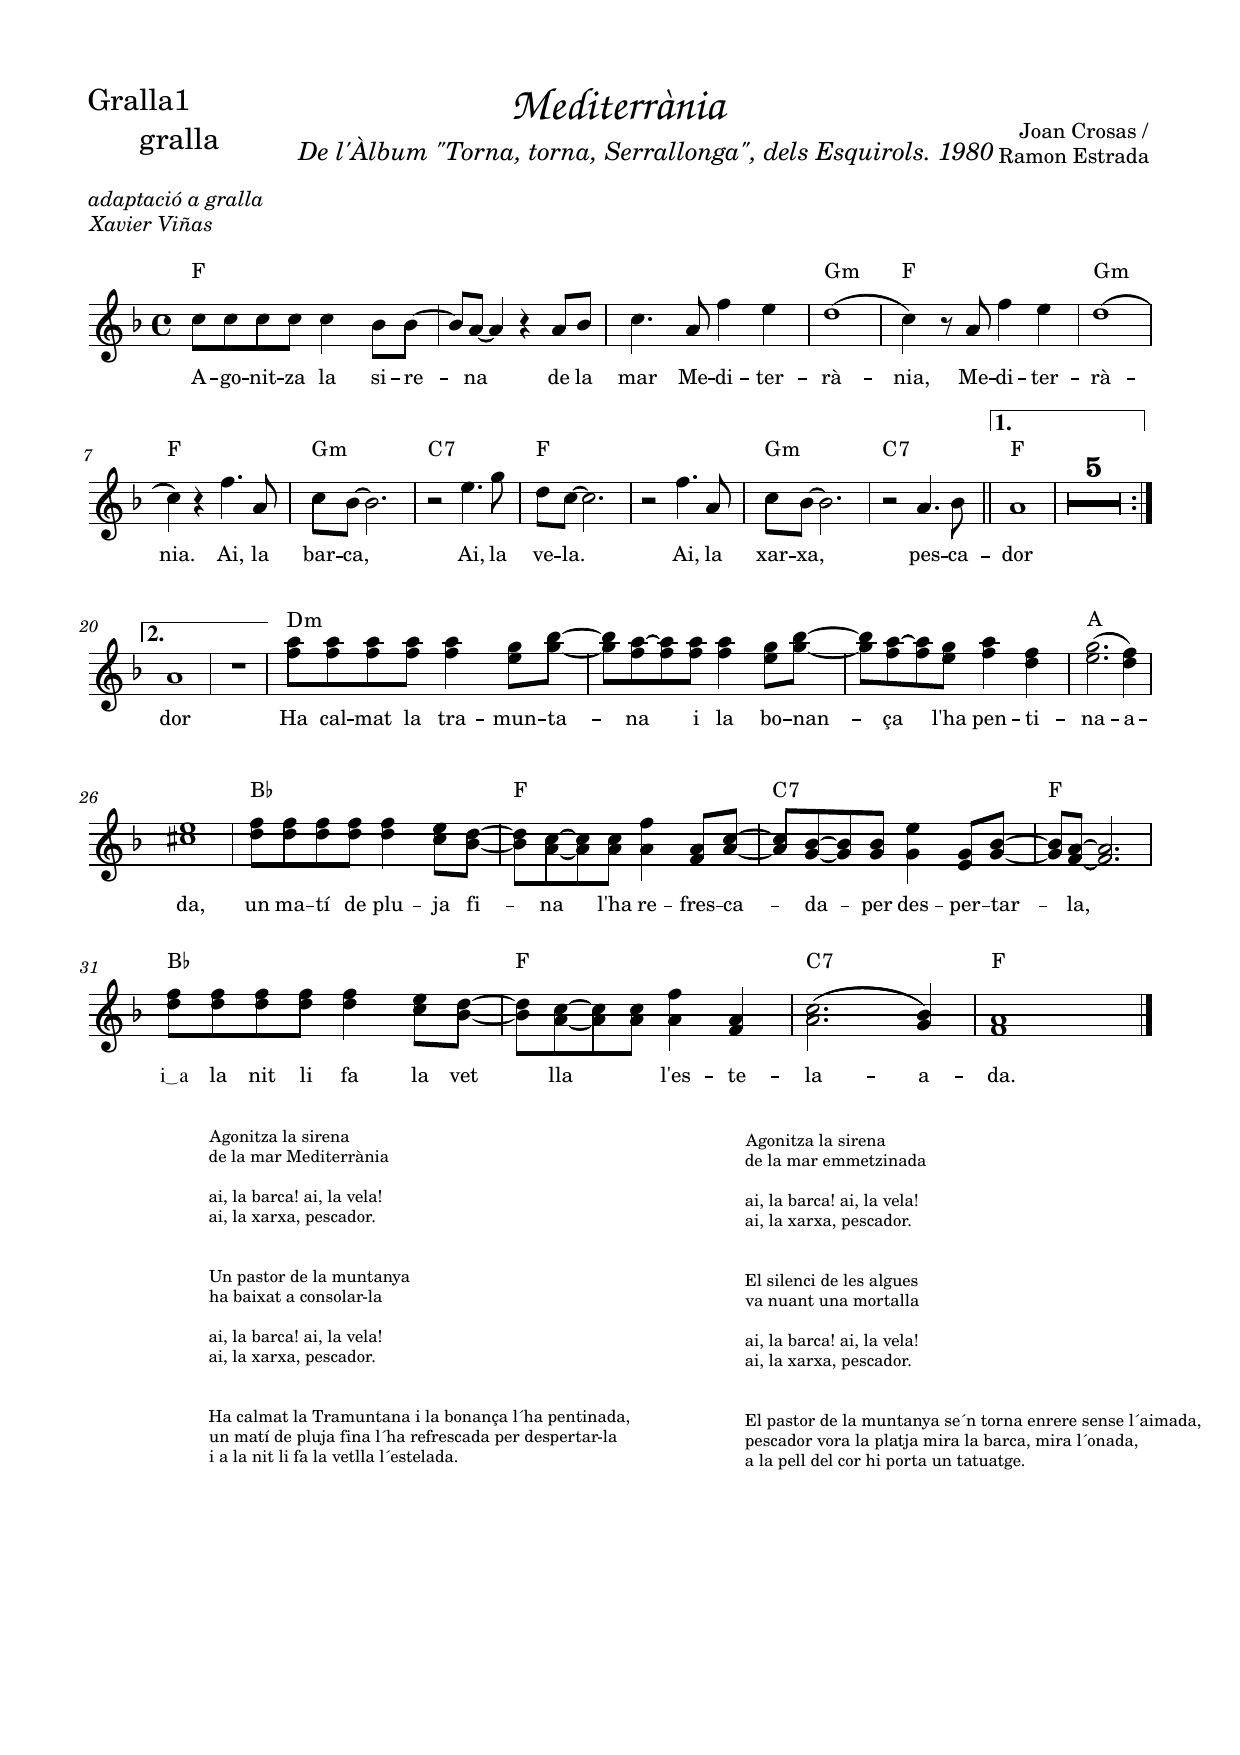 Gralla1
gralla
Mediterrània
De l'Àlbum "Torna, torna, Serrallonga", dels Esquirols. 1980
Joan Crosas /
Ramon Estrada
adaptació a gralla
Xavier Viñas
F Gm F Gm
A – go – nit – za la si – re – na de la mar Me – di – ter – rà – nia, Me – di – ter – rà –
1.
7 F Gm C7 F Gm C7 F 5
nia. Ai, la bar – ca, Ai, la ve – la. Ai, la xar – xa, pes – ca – dor
20 2. Dm A
dor Ha cal – mat la tra – mun – ta – na i la bo – nan – ça l'ha pen – ti – na – a –
26 B♭ F C7 F
da, un ma – tí de plu – ja fi – na l'ha re – fres – ca – da – per des – per – tar – la,
31 B♭ F C7 F
i‿a la nit li fa la vet lla l'es – te – la – a – da.
Agonitza la sirena
de la mar Mediterrània
ai, la barca! ai, la vela!
ai, la xarxa, pescador.
Un pastor de la muntanya
ha baixat a consolar-la
ai, la barca! ai, la vela!
ai, la xarxa, pescador.
Ha calmat la Tramuntana i la bonança l´ha pentinada,
un matí de pluja fina l´ha refrescada per despertar-la
i a la nit li fa la vetlla l´estelada.
Agonitza la sirena
de la mar emmetzinada
ai, la barca! ai, la vela!
ai, la xarxa, pescador.
El silenci de les algues
va nuant una mortalla
ai, la barca! ai, la vela!
ai, la xarxa, pescador.
El pastor de la muntanya se´n torna enrere sense l´aimada,
pescador vora la platja mira la barca, mira l´onada,
a la pell del cor hi porta un tatuatge.